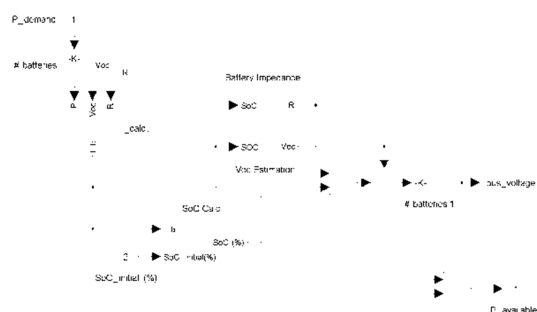 P_demand 1
-K-
# batteries
Voc
R
P
Voc
R
_calc.
Battery Impedance
SoC R
SOC Voc
Voc Estimation
-K-
bus_voltage
# batteries 1
SoC Calc
SoC (%)
2
SoC_initial(%)
SoC_initial (%)
P_available